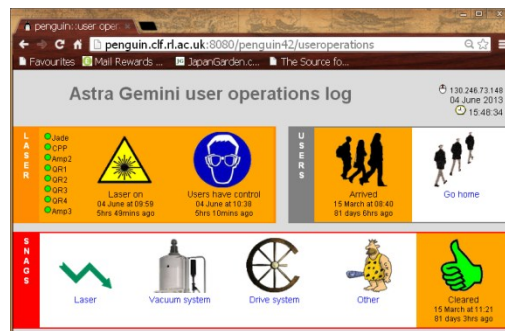 penguin::user oper
penguin.clf.rl.ac.uk:8080/penguin42/useroperations
Favourites
Mail Rewards ...
JapanGarden.c...
The Source fo...
Astra Gemini user operations log
130.246.73.148
04 June 2013
15:48:34
LASER
Jade
CPP
Amp2
QR1
QR2
QR3
QR4
Amp3
Laser on
04 June at 09:59
5hrs 49mins ago
Users have control
04 June at 10:38
5hrs 10mins ago
USERS
Arrived
15 March at 08:40
81 days 6hrs ago
Go home
SNAGS
Laser
Vacuum system
Drive system
Other
Cleared
15 March at 11:21
81 days 3hrs ago